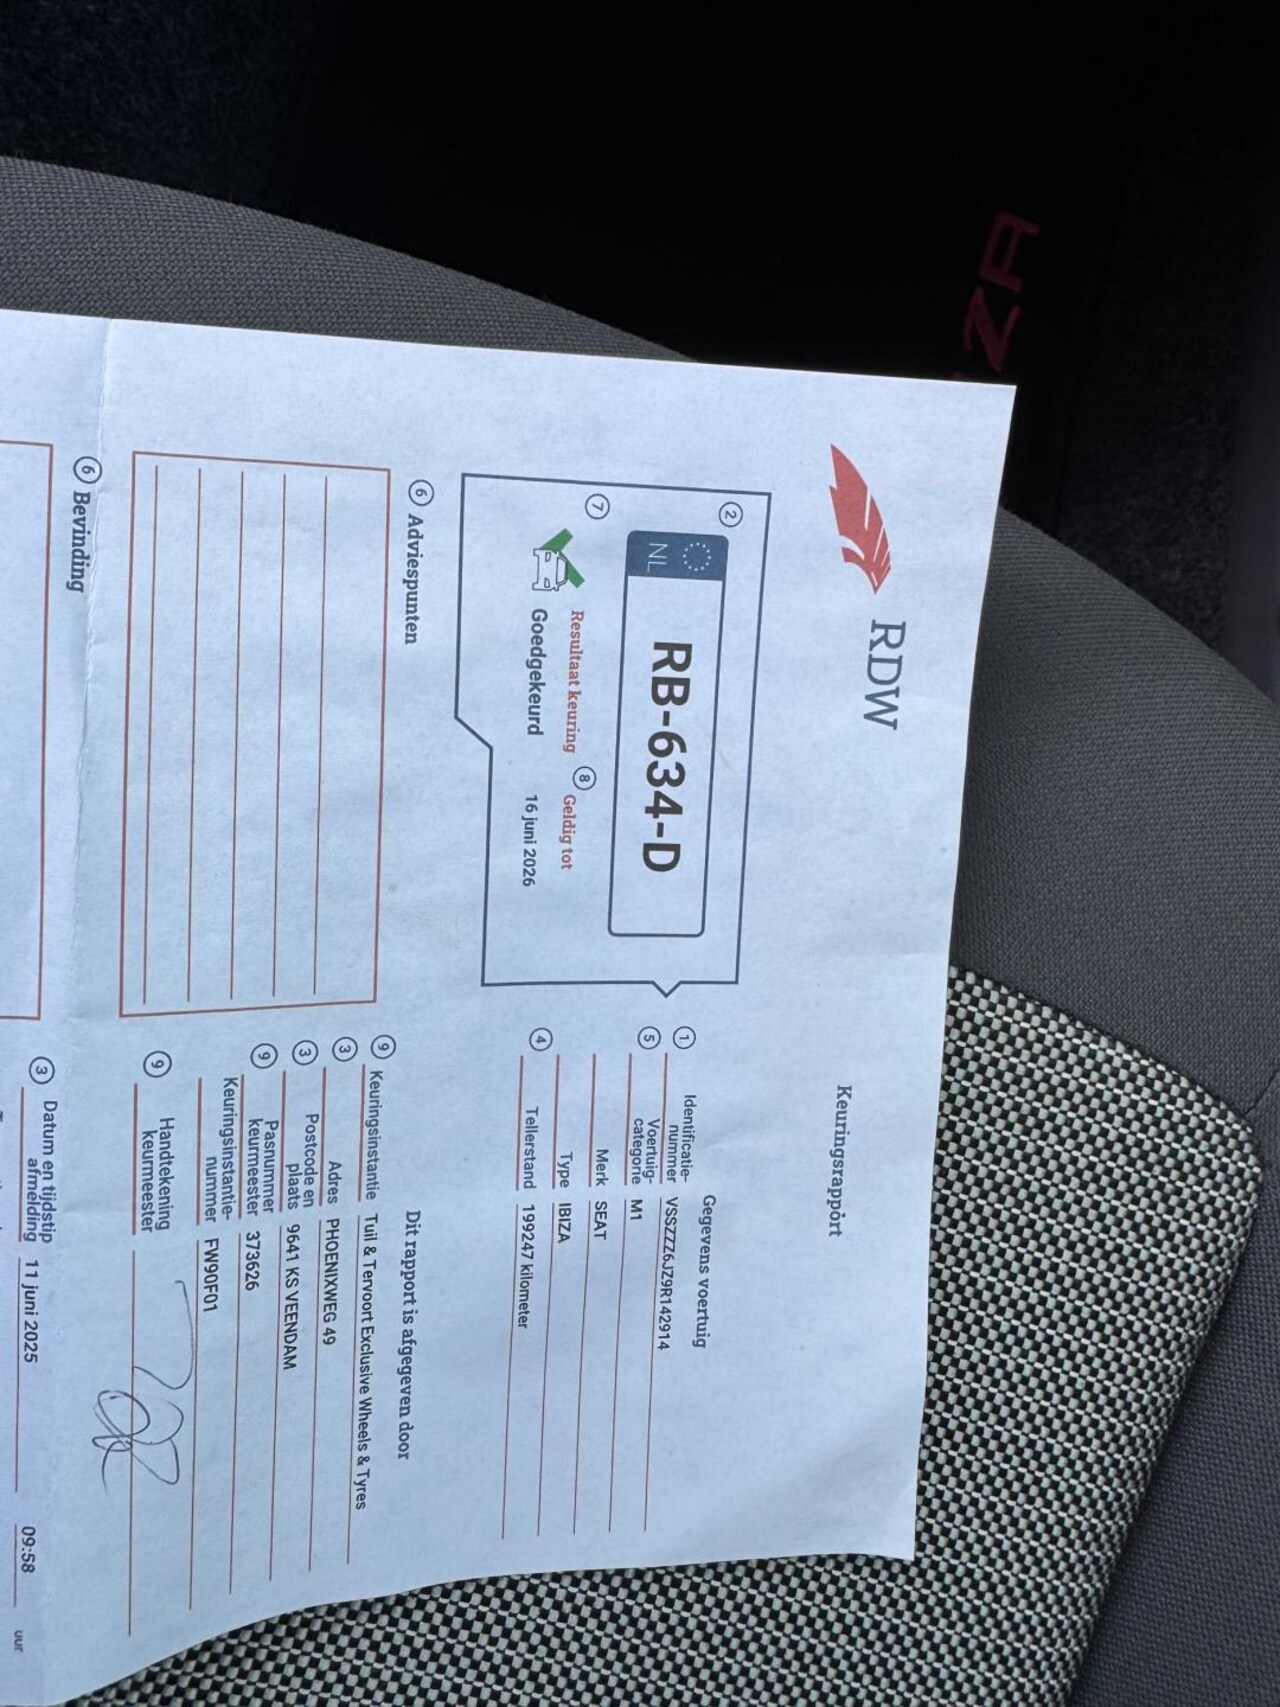 RDW
Keuringsrapport
2
NL
RB-634-D
7 Resultaat keuring
Goedgekeurd
8 Geldig tot
16 juni 2026
Gegevens voertuig
1 Identificatie-
nummer VSSZZZ6JZ9R142914
5 Voertuig-
categorie M1
Merk SEAT
Type IBIZA
4 Tellerstand 199247 kilometer
6 Adviespunten
Dit rapport is afgegeven door
9 Keuringsinstantie Tuil & Tervoort Exclusive Wheels & Tyres
3 Adres PHOENIXWEG 49
3 Postcode en
plaats 9641 KS VEENDAM
9 Pasnummer
keurmeester 373626
Keuringsinstantie-
nummer FW90F01
9 Handtekening
keurmeester
6 Bevinding
3 Datum en tijdstip
afmelding 11 juni 2025 09:58 uur
ZA